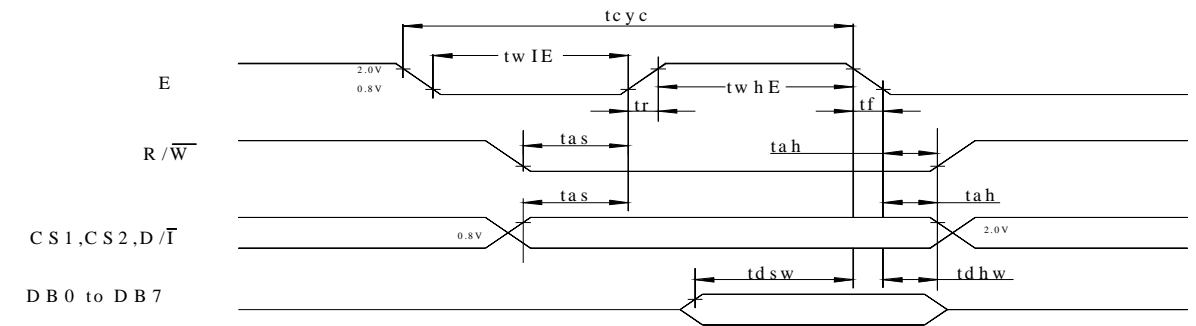 tcyc
twIE
E
2.0V
0.8V
twhE
tr
tf
R/W̅
tas
tah
tas
tah
CS1,CS2,D/I̅
0.8V
2.0V
tdsw
tdhw
DB0 to DB7